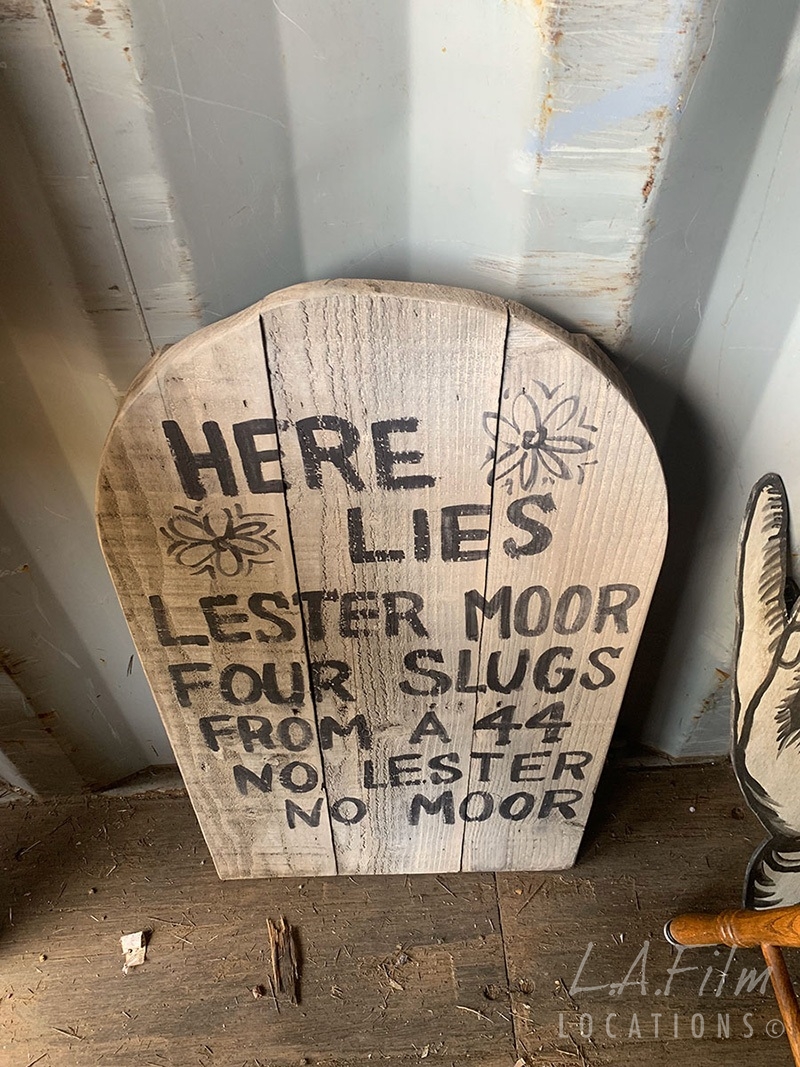 HERE
LIES
LESTER MOOR
FOUR SLUGS
FROM A 44
NO LESTER
NO MOOR
L.A.Film
LOCATIONS©